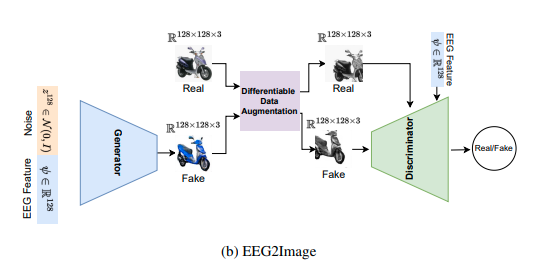 ℝ^{128×128×3}
Real
ℝ^{128×128×3}
Real
EEG Feature
ψ ∈ ℝ^{128}
Noise
z^{128} ∈ 𝒩(0, I)
EEG Feature
ψ ∈ ℝ^{128}
Generator
ℝ^{128×128×3}
Fake
Differentiable
Data
Augmentation
ℝ^{128×128×3}
Fake
Discriminator
Real/Fake
(b) EEG2Image